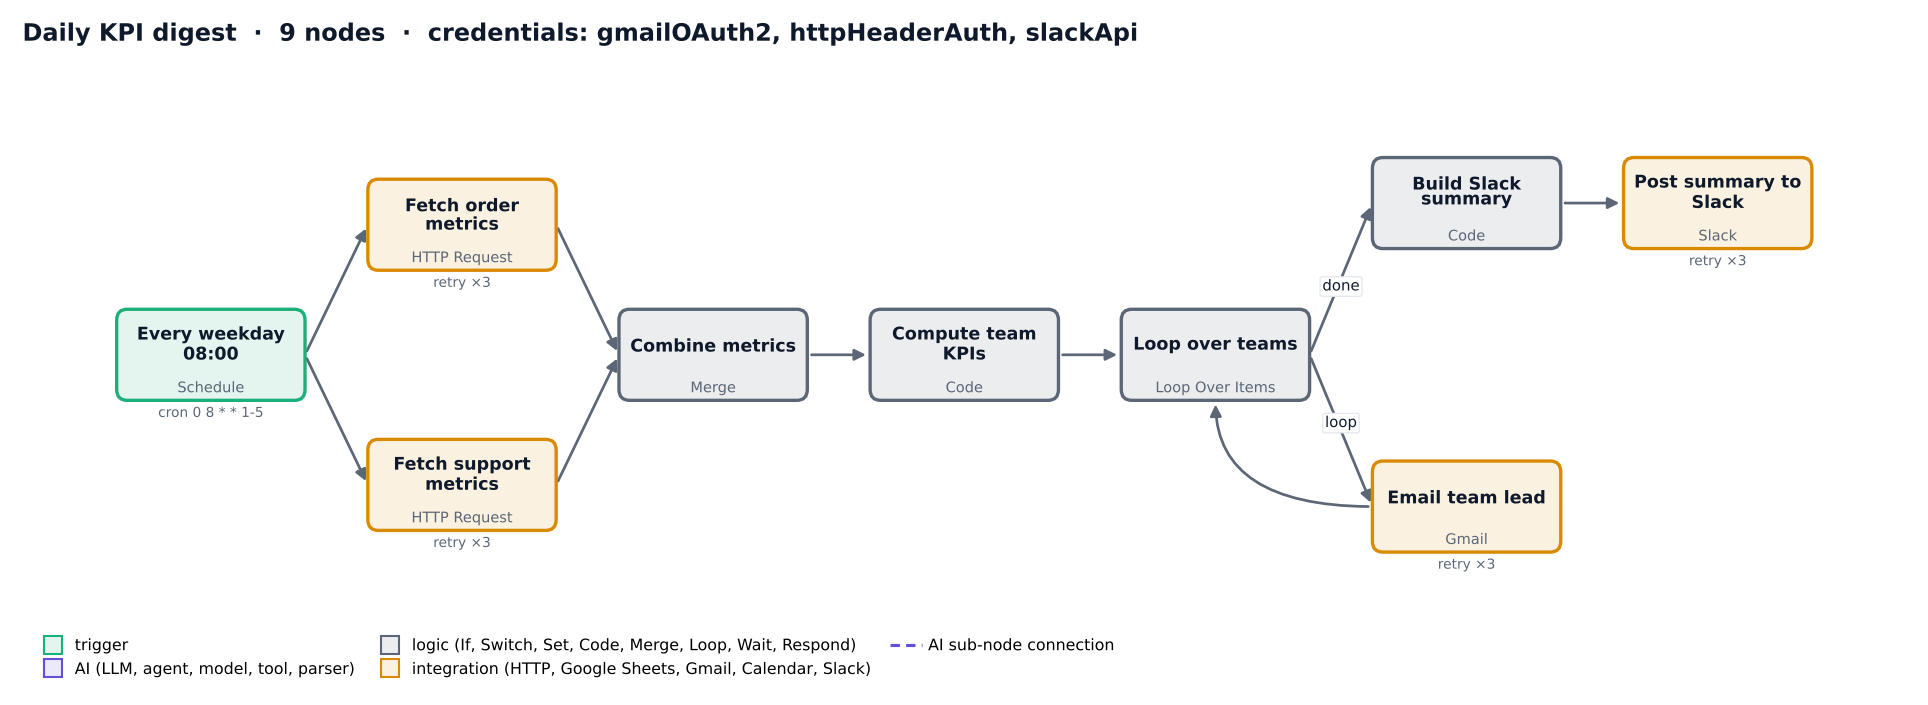 Daily KPI digest · 9 nodes · credentials: gmailOAuth2, httpHeaderAuth, slackApi
Every weekday
08:00
Schedule
cron 0 8 * * 1-5
Fetch order
metrics
HTTP Request
retry ×3
Fetch support
metrics
HTTP Request
retry ×3
Combine metrics
Merge
Compute team
KPIs
Code
Loop over teams
Loop Over Items
done
loop
Build Slack
summary
Code
Post summary to
Slack
Slack
retry ×3
Email team lead
Gmail
retry ×3
trigger
AI (LLM, agent, model, tool, parser)
logic (If, Switch, Set, Code, Merge, Loop, Wait, Respond)
integration (HTTP, Google Sheets, Gmail, Calendar, Slack)
AI sub-node connection